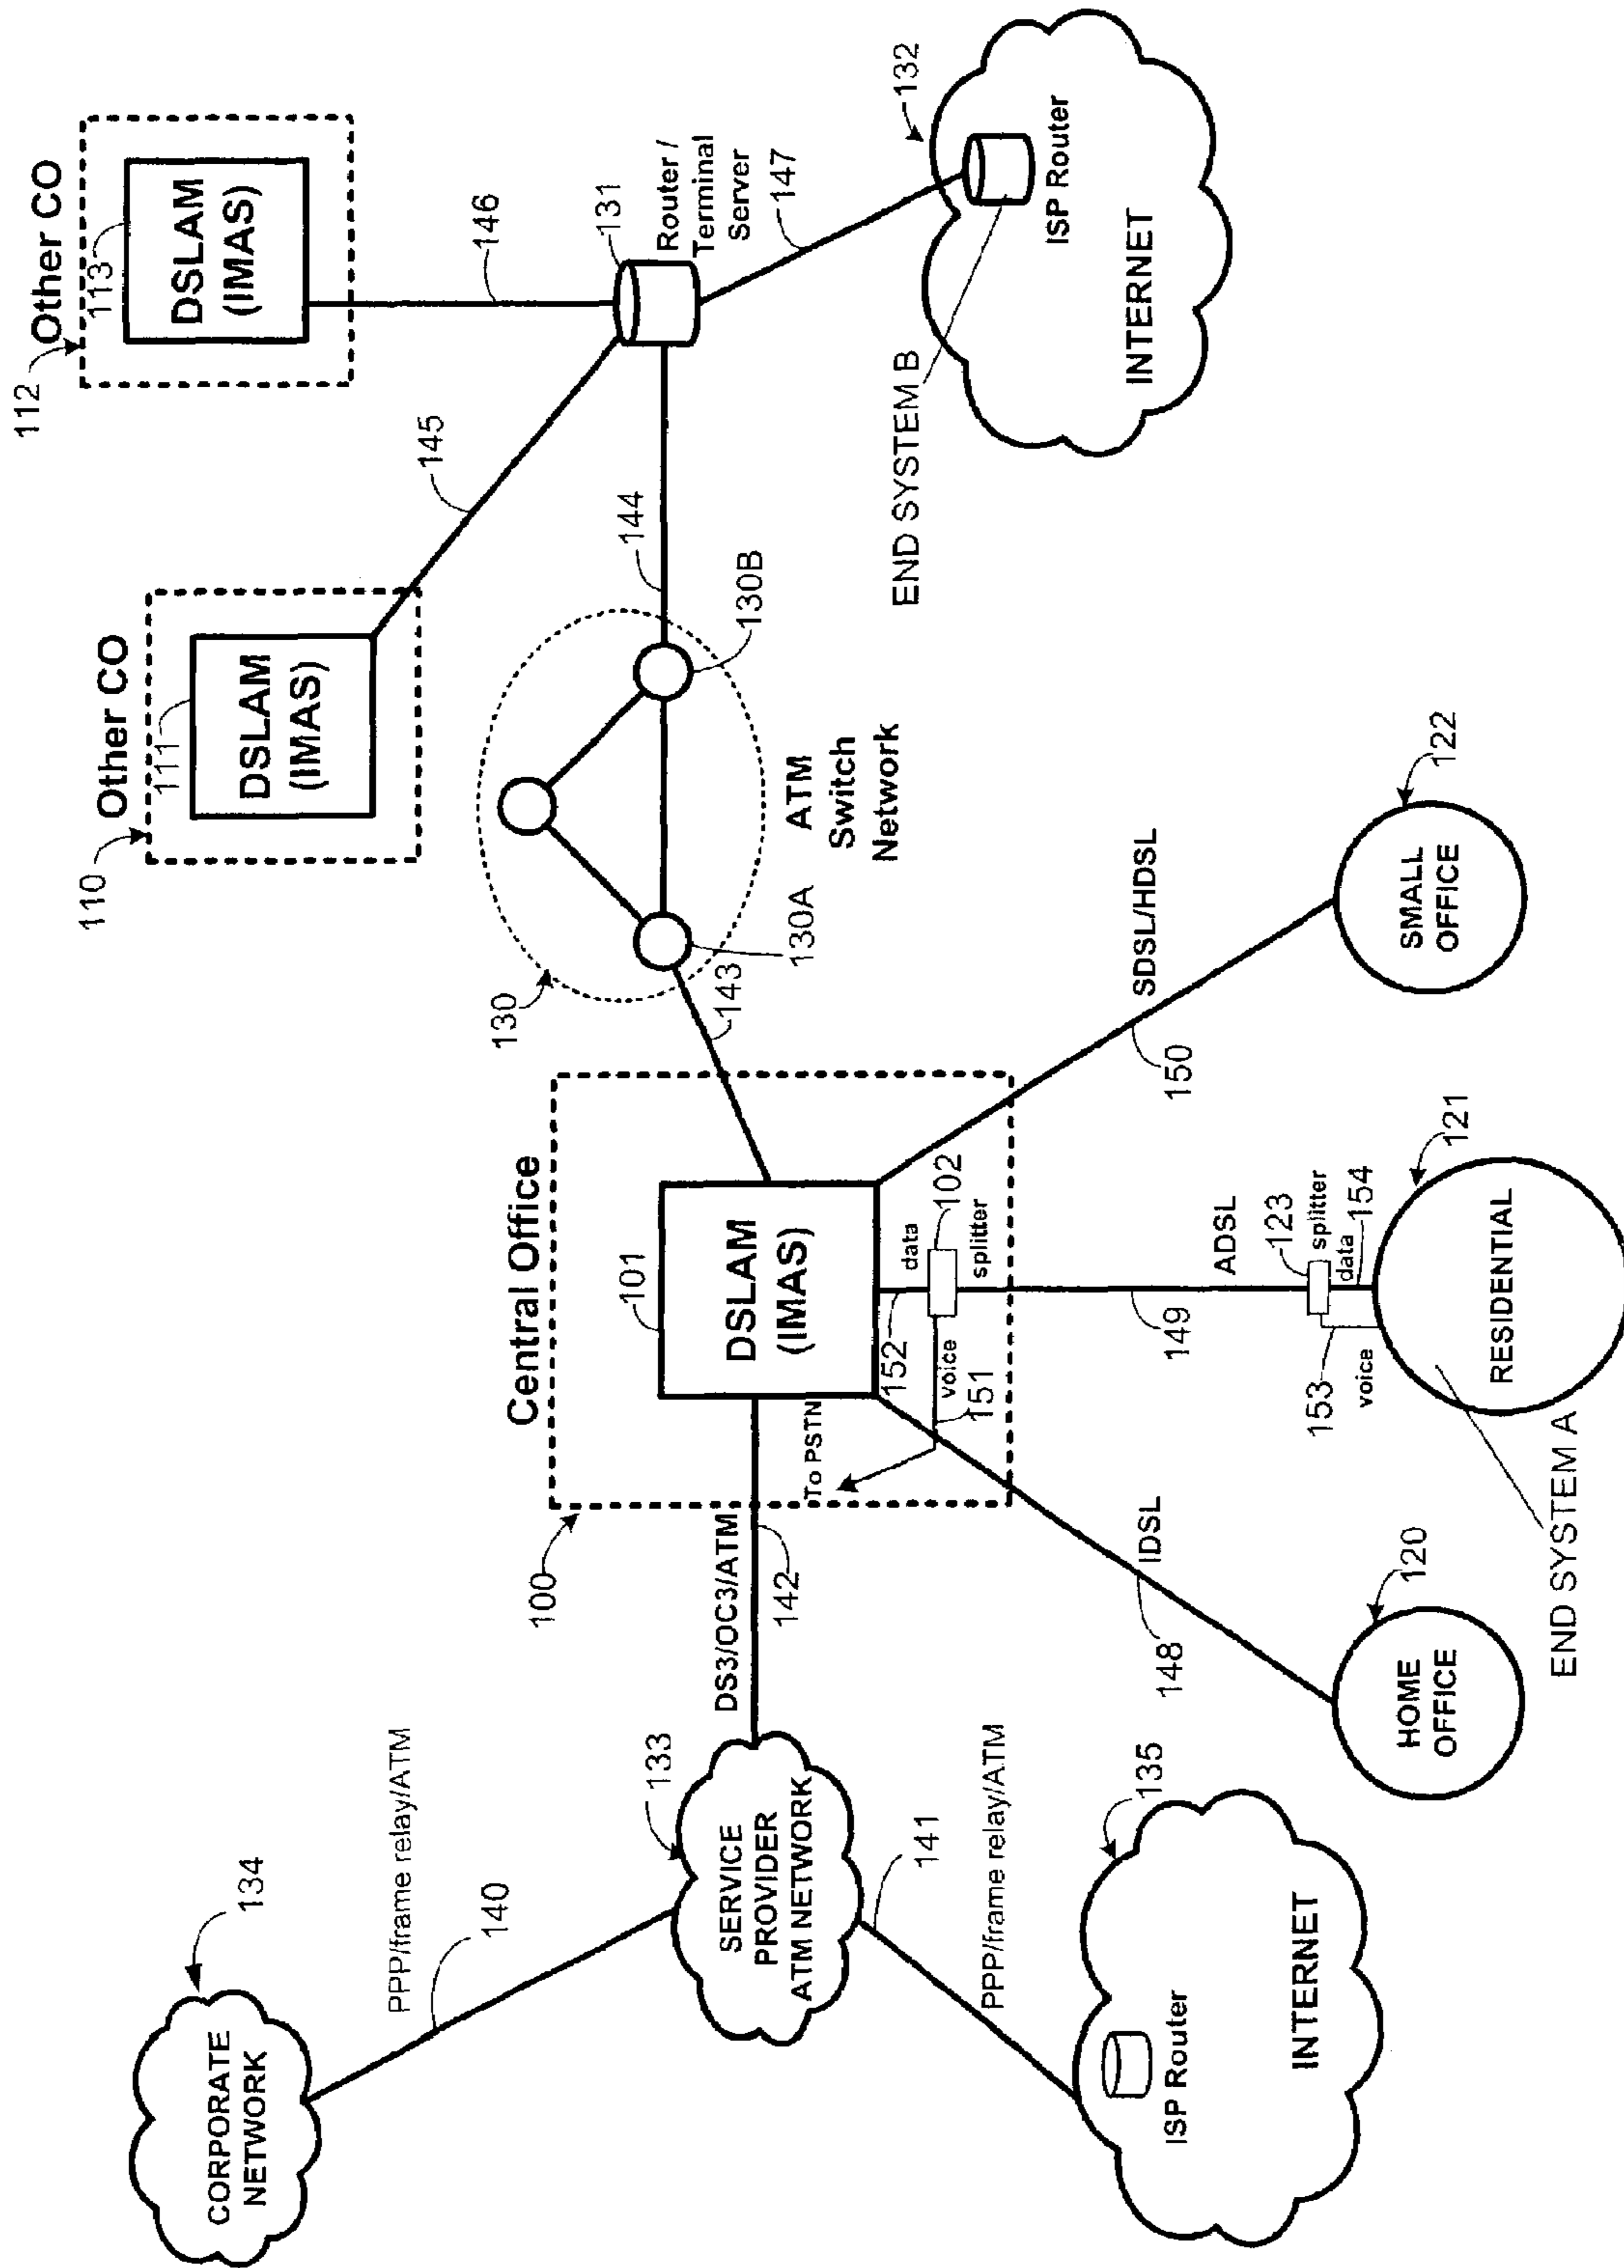 134
CORPORATE
NETWORK
PPP/frame relay/ATM
140
133
SERVICE
PROVIDER
ATM NETWORK
141
PPP/frame relay/ATM
135
ISP Router
INTERNET
DS3/OC3/ATM
142
100
Central Office
101
DSLAM
(IMAS)
To PSTN
152
data
102
splitter
voice
151
IDSL
148
120
HOME
OFFICE
ADSL
149
123
splitter
data
154
153
voice
121
RESIDENTIAL
END SYSTEM A
SDSL/HDSL
150
122
SMALL
OFFICE
143
130
130A
130B
ATM
Switch
Network
144
110
Other CO
111
DSLAM
(IMAS)
145
112
Other CO
113
DSLAM
(IMAS)
146
131
Router /
Terminal
Server
147
132
ISP Router
END SYSTEM B
INTERNET